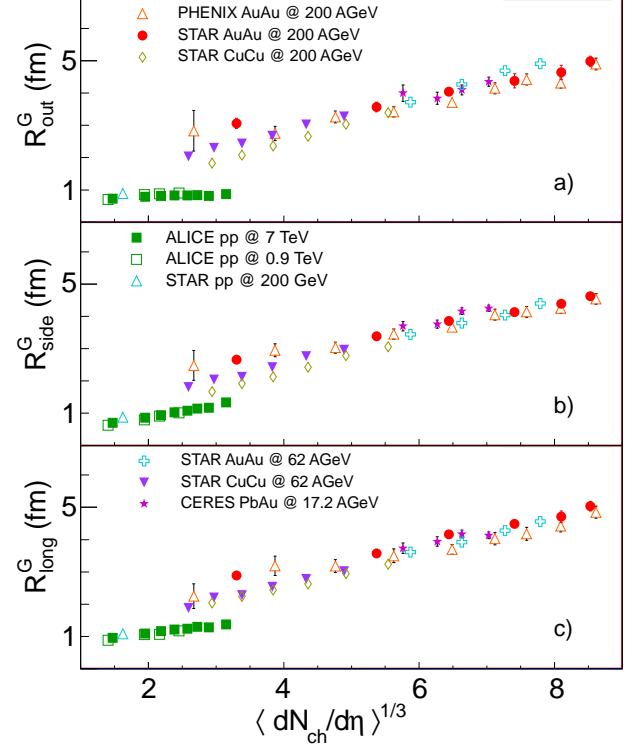 PHENIX AuAu @ 200 AGeV
STAR AuAu @ 200 AGeV
STAR CuCu @ 200 AGeV
R^G_out (fm)
5
1
a)
ALICE pp @ 7 TeV
ALICE pp @ 0.9 TeV
STAR pp @ 200 GeV
R^G_side (fm)
5
1
b)
STAR AuAu @ 62 AGeV
STAR CuCu @ 62 AGeV
CERES PbAu @ 17.2 AGeV
R^G_long (fm)
5
1
c)
2 4 6 8
⟨ dN_ch/dη ⟩^1/3